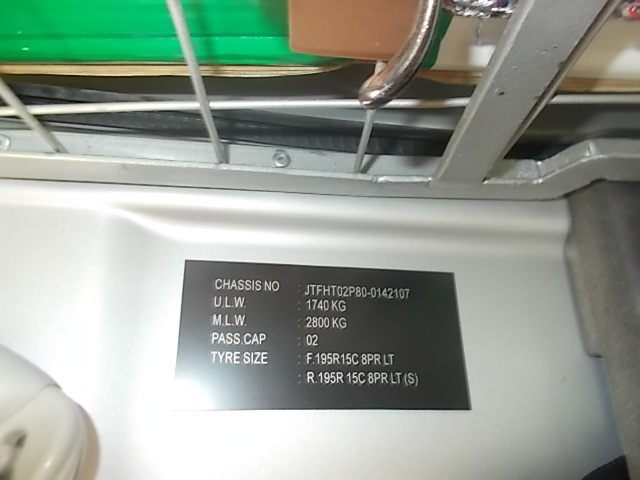 CHASSIS NO : JTFHT02P80-0142107
U.L.W. : 1740 KG
M.L.W. : 2800 KG
PASS.CAP : 02
TYRE SIZE : F.195R15C 8PR LT
: R.195R 15C 8PR LT (S)